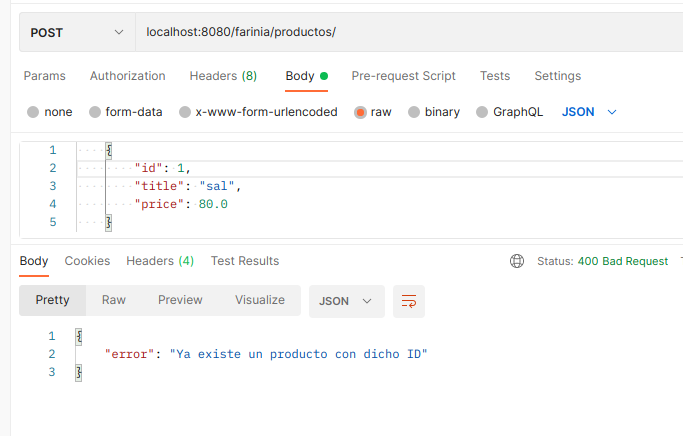 POST localhost:8080/farinia/productos/
Params Authorization Headers (8) Body Pre-request Script Tests Settings
none form-data x-www-form-urlencoded raw binary GraphQL JSON
1 {
2 "id": 1,
3 "title": "sal",
4 "price": 80.0
5 }
Body Cookies Headers (4) Test Results Status: 400 Bad Request
Pretty Raw Preview Visualize JSON
1 {
2 "error": "Ya existe un producto con dicho ID"
3 }